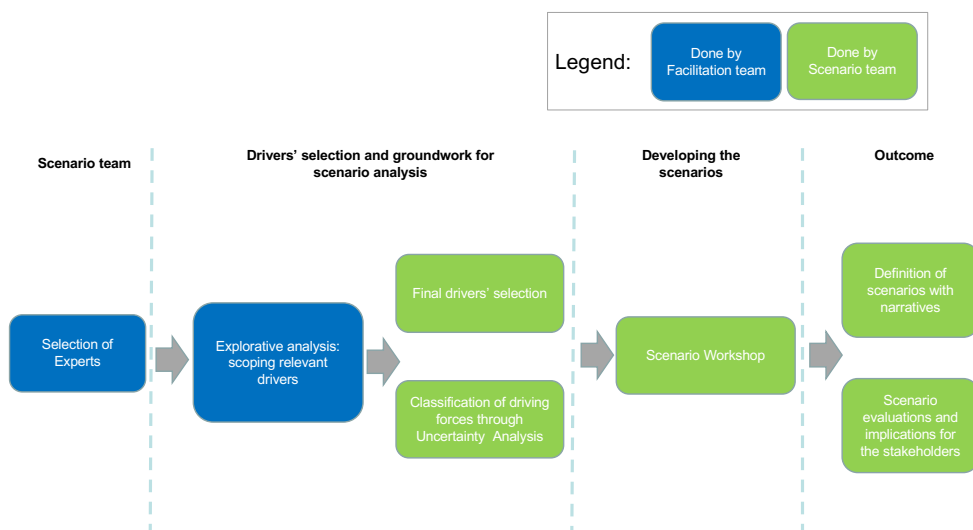 Legend:
Done by
Facilitation team
Done by
Scenario team
Scenario team
Drivers' selection and groundwork for
scenario analysis
Developing the
scenarios
Outcome
Selection of
Experts
Explorative analysis:
scoping relevant
drivers
Final drivers' selection
Classification of driving
forces through
Uncertainty Analysis
Scenario Workshop
Definition of
scenarios with
narratives
Scenario
evaluations and
implications for
the stakeholders